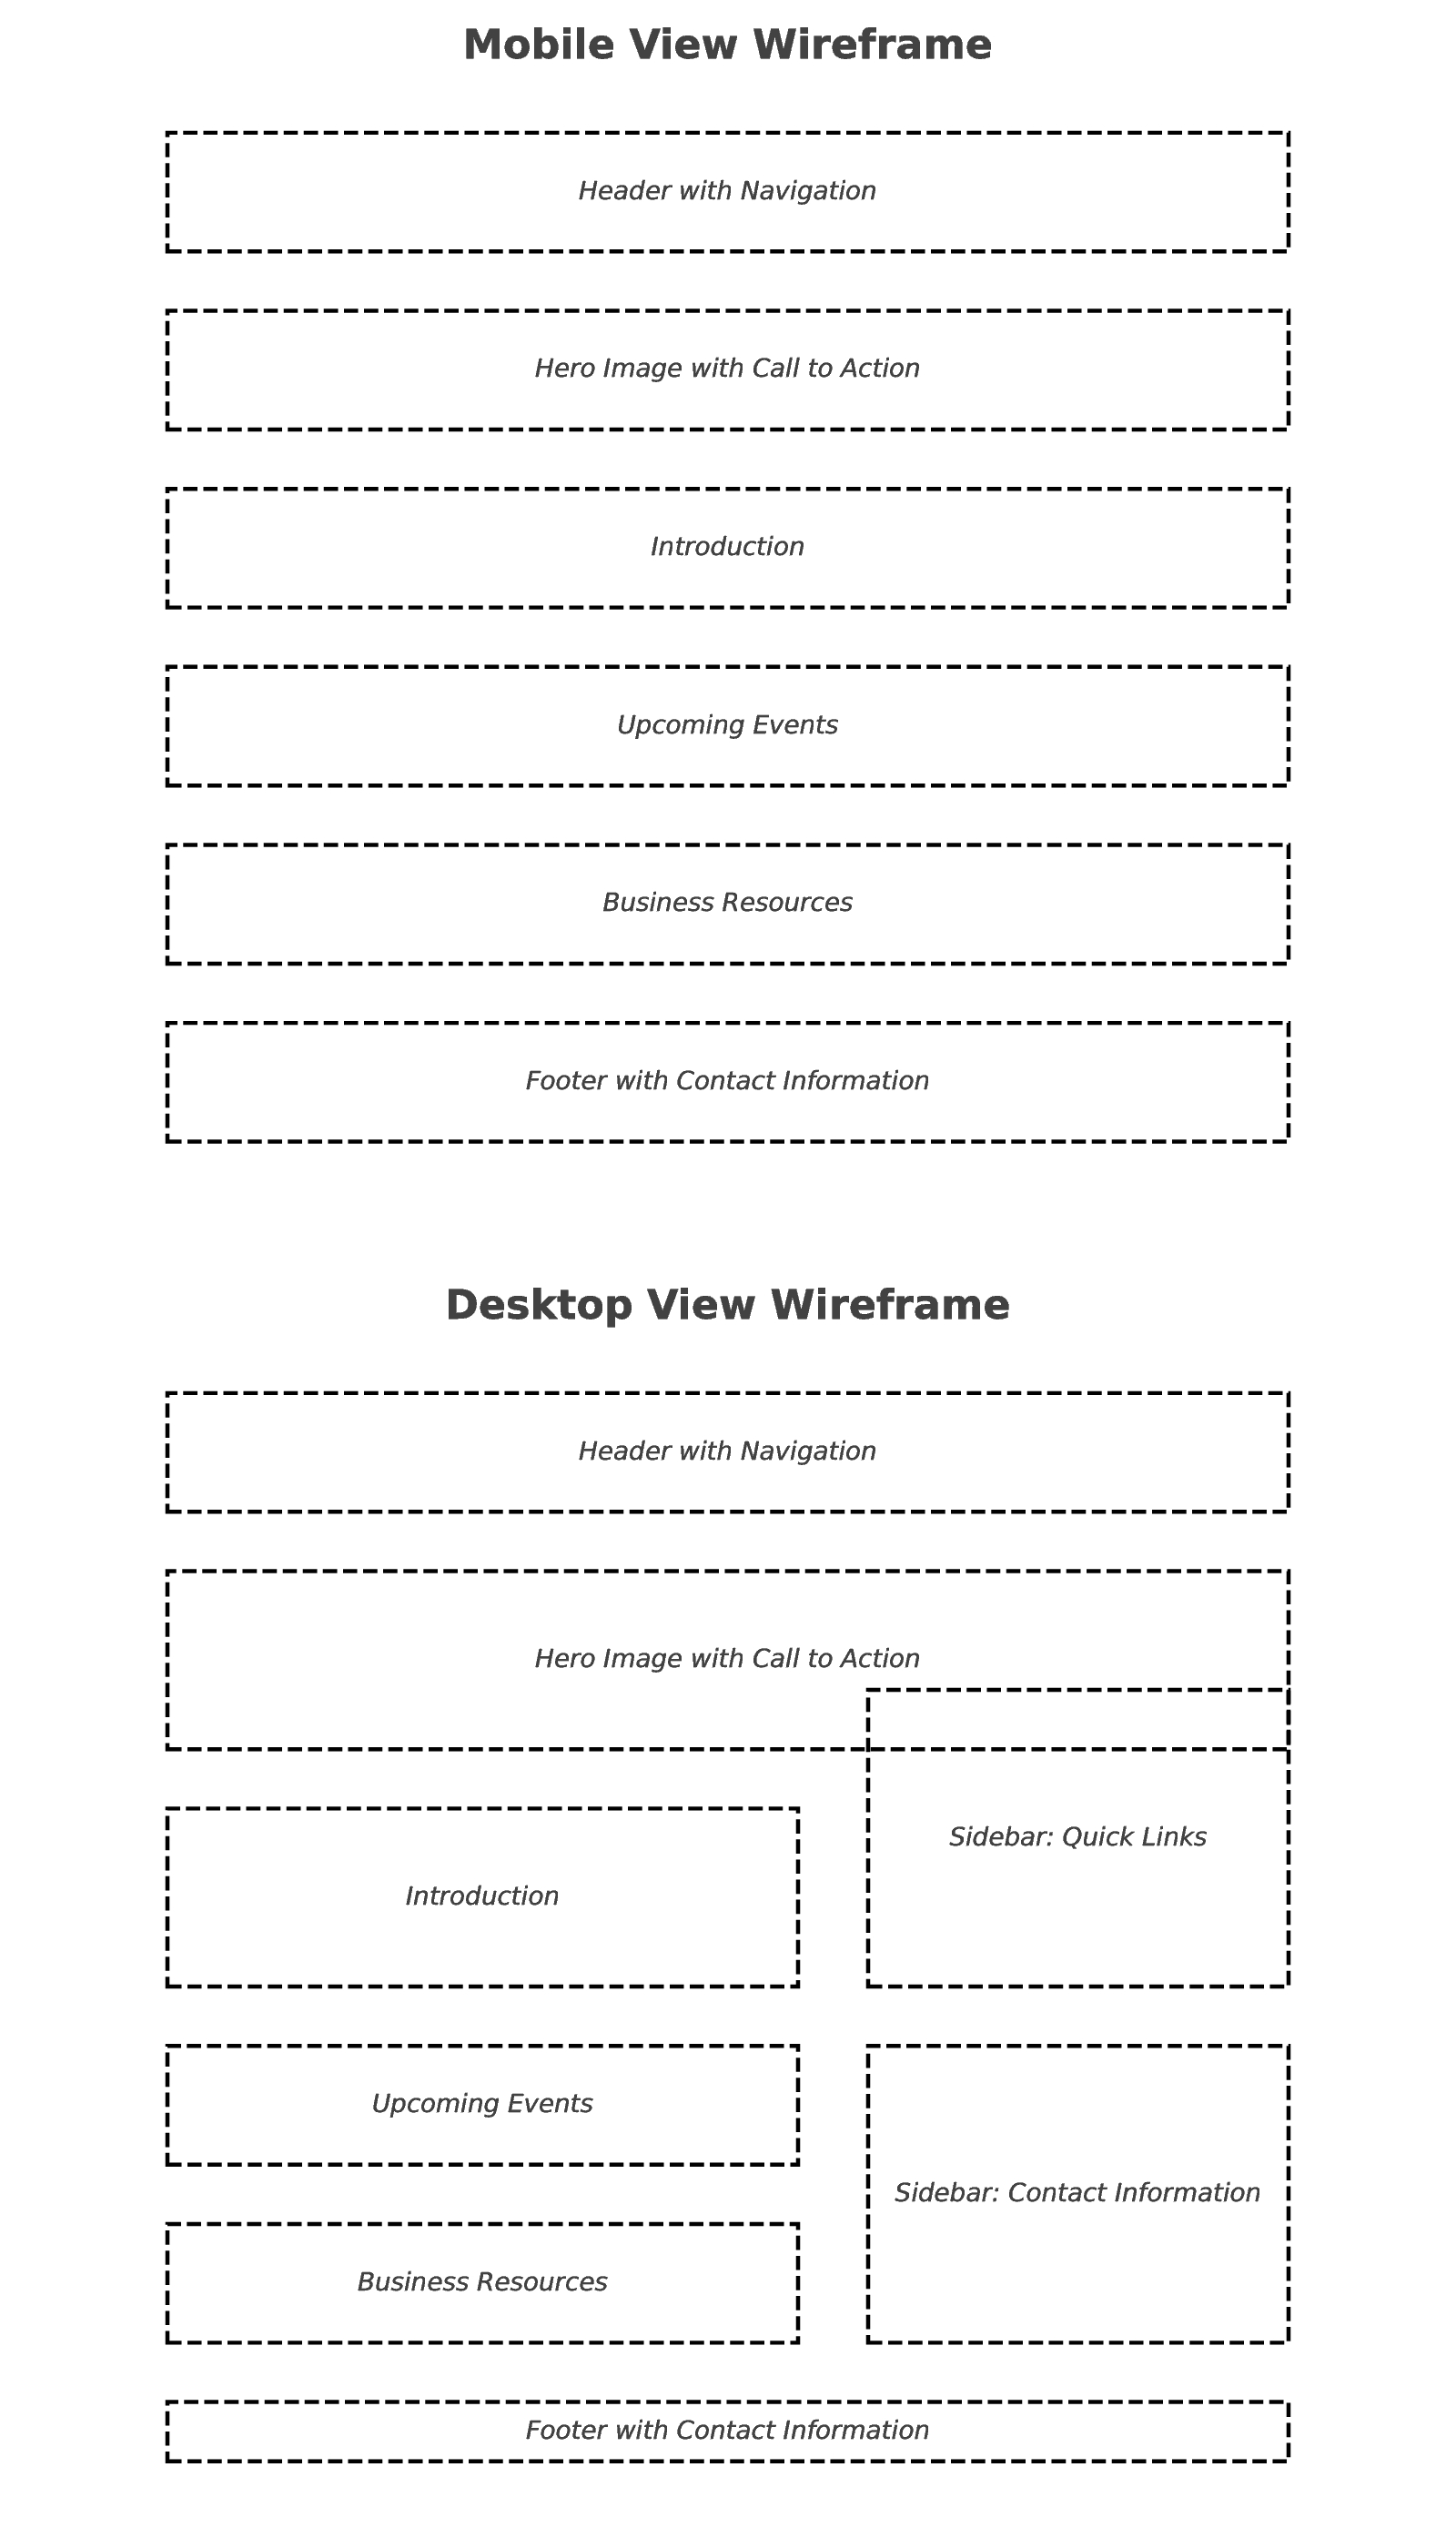 Mobile View Wireframe
Header with Navigation
Hero Image with Call to Action
Introduction
Upcoming Events
Business Resources
Footer with Contact Information
Desktop View Wireframe
Header with Navigation
Hero Image with Call to Action
Sidebar: Quick Links
Introduction
Upcoming Events
Sidebar: Contact Information
Business Resources
Footer with Contact Information